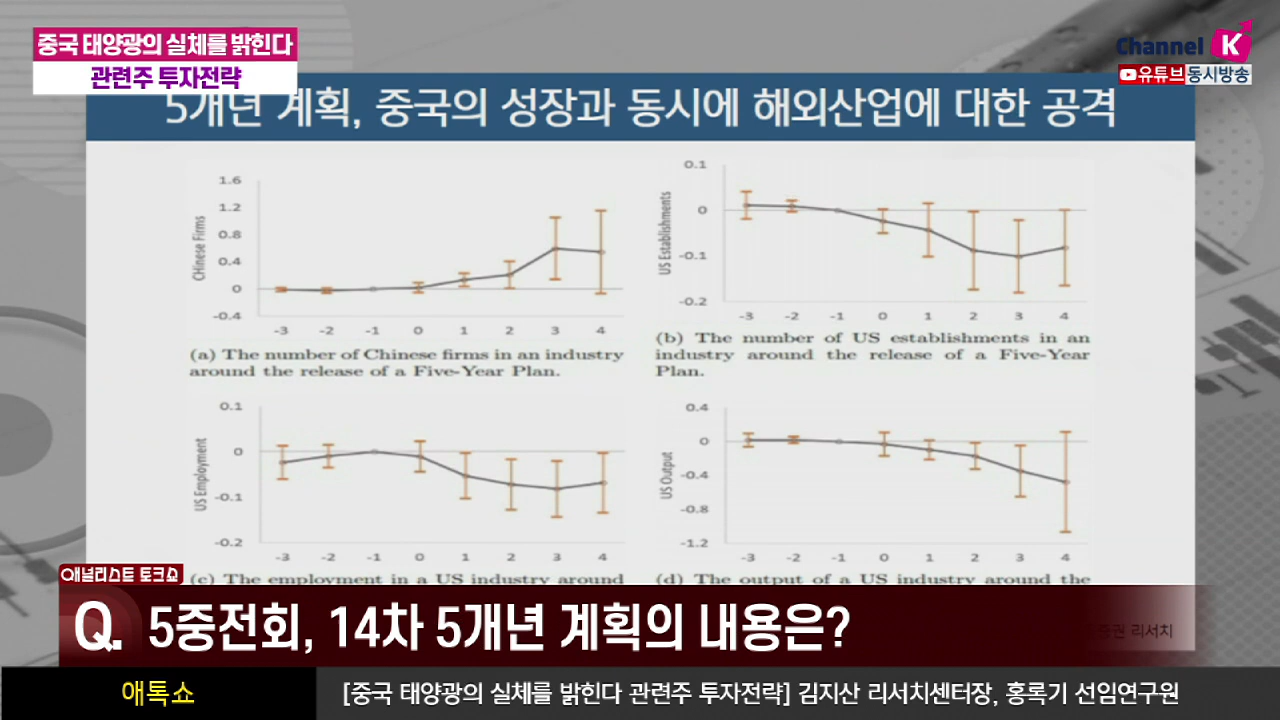 중국 태양광의 실체를 밝힌다
관련주 투자전략
Channel K
유튜브동시방송
5개년 계획, 중국의 성장과 동시에 해외산업에 대한 공격
CHinese Firms
1.6
1.2
0.8
0.4
0
-0.4
-3 -2 -1 0 1 2 3 4
(a) The number of Chinese firms in an industry
around the release of a Five-Year Plan.
US Establishments
0.1
0
-0.1
-0.2
-3 -2 -1 0 1 2 3 4
(b) The number of US establishments in an
industry around the release of a Five-Year
Plan.
US Employment
0.1
0
-0.1
-0.2
-3 -2 -1 0 1 2 3 4
(c) The employment in a US industry around
US Output
0.4
0
-0.4
-0.8
-1.2
-3 -2 -1 0 1 2 3 4
(d) The output of a US industry around the
애널리스트 토크쇼
Q. 5중전회, 14차 5개년 계획의 내용은?
증권 리서치
애톡쇼
[중국 태양광의 실체를 밝힌다 관련주 투자전략] 김지산 리서치센터장, 홍록기 선임연구원